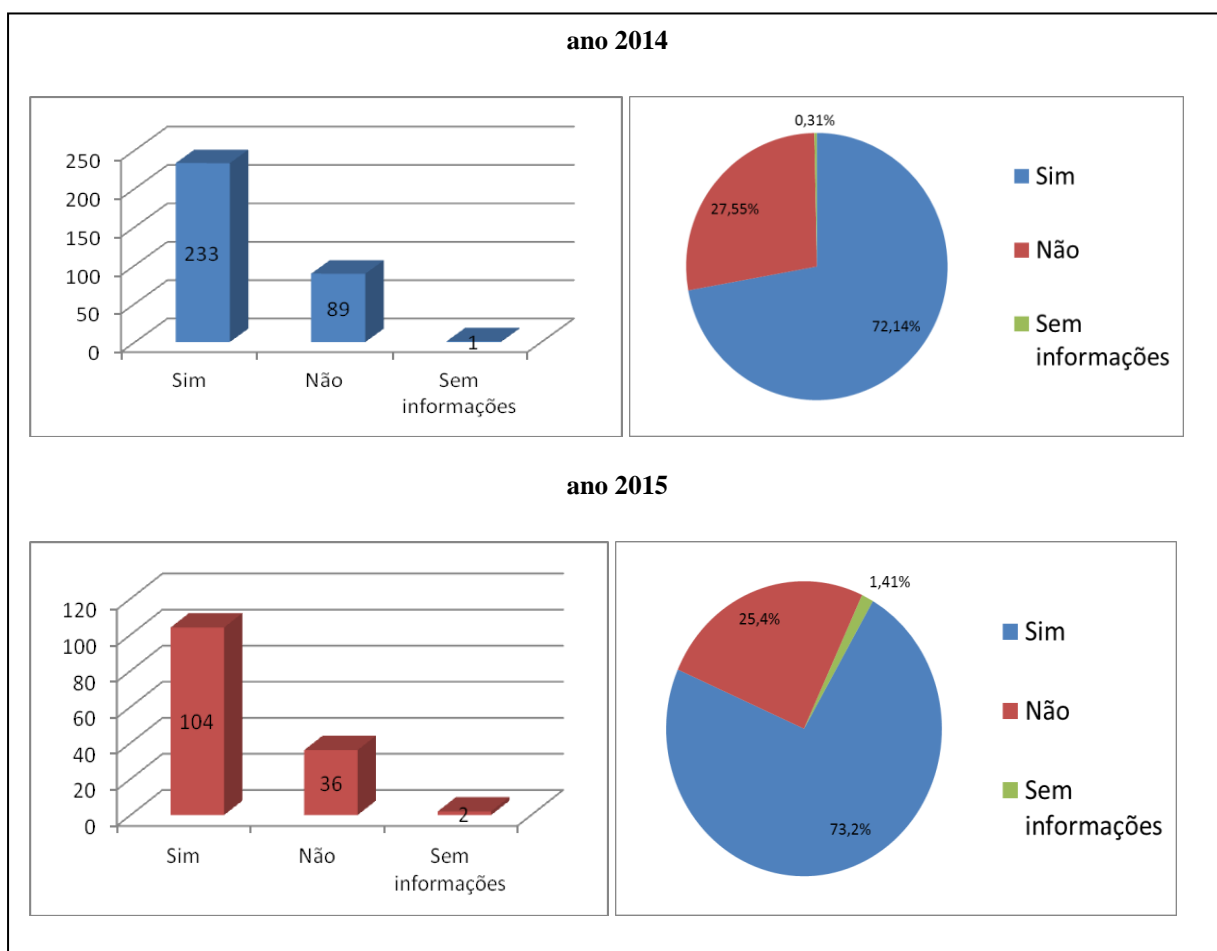 ano 2014
250
200
150
100
50
0
233
89
1
Sim
Não
Sem
informações
0,31%
27,55%
72,14%
Sim
Não
Sem
informações
ano 2015
120
100
80
60
40
20
0
104
36
2
Sim
Não
Sem
informações
1,41%
25,4%
73,2%
Sim
Não
Sem
informações